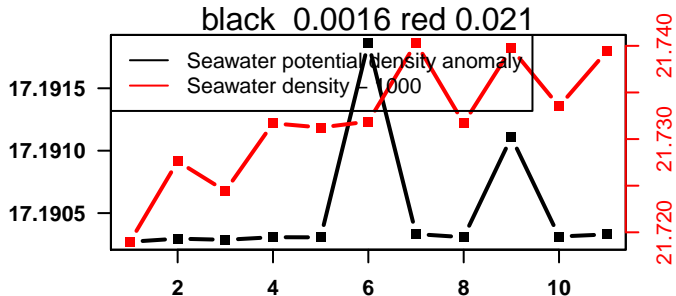 black 0.0016 red 0.021
Seawater potential density anomaly
Seawater density - 1000
17.1915
17.1910
17.1905
21.740
21.730
21.720
2 4 6 8 10